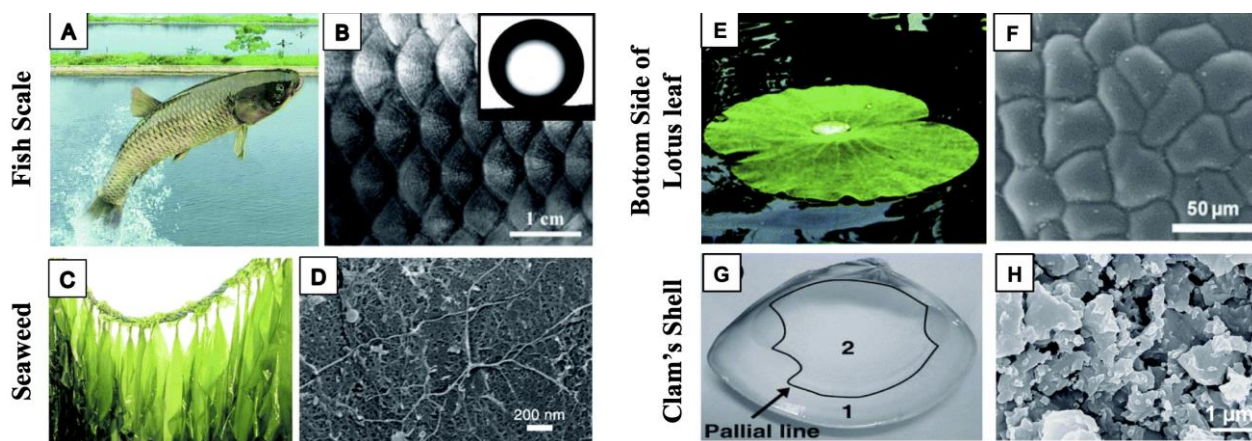 Fish Scale
A
B
1 cm
Seaweed
C
D
200 nm
Bottom Side of
Lotus leaf
E
F
50 µm
Clam's Shell
G
2
1
Pallial line
H
1 µm